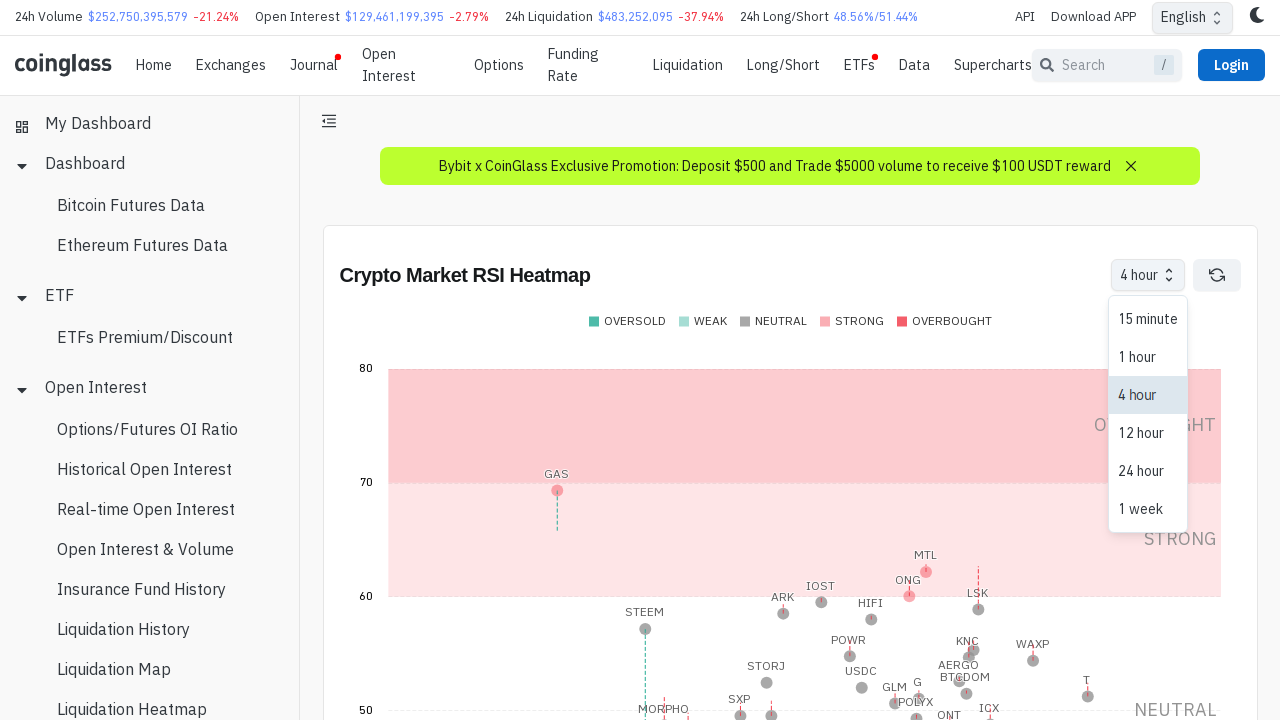 24h Volume $252,750,395,579 -21.24% Open Interest $129,461,199,395 -2.79% 24h Liquidation $483,252,095 -37.94% 24h Long/Short 48.56%/51.44% API Download APP English
coinglass Home Exchanges Journal Open Interest Options Funding Rate Liquidation Long/Short ETFs Data Supercharts Search / Login
My Dashboard
Dashboard
Bitcoin Futures Data
Ethereum Futures Data
ETF
ETFs Premium/Discount
Open Interest
Options/Futures OI Ratio
Historical Open Interest
Real-time Open Interest
Open Interest & Volume
Insurance Fund History
Liquidation History
Liquidation Map
Liquidation Heatmap
Bybit x CoinGlass Exclusive Promotion: Deposit $500 and Trade $5000 volume to receive $100 USDT reward
Crypto Market RSI Heatmap
4 hour
15 minute
1 hour
4 hour
12 hour
24 hour
1 week
OVERSOLD WEAK NEUTRAL STRONG OVERBOUGHT
80
70
GAS
STRONG
MTL
ONG
IOST
60
ARK
LSK
HIFI
STEEM
POWR
KNC
WAXP
STORJ
AERGO
USDC
BTCDOM
T
GLM
G
SXP
POLYX
MORPHO
ICX
50
ONT
NEUTRAL